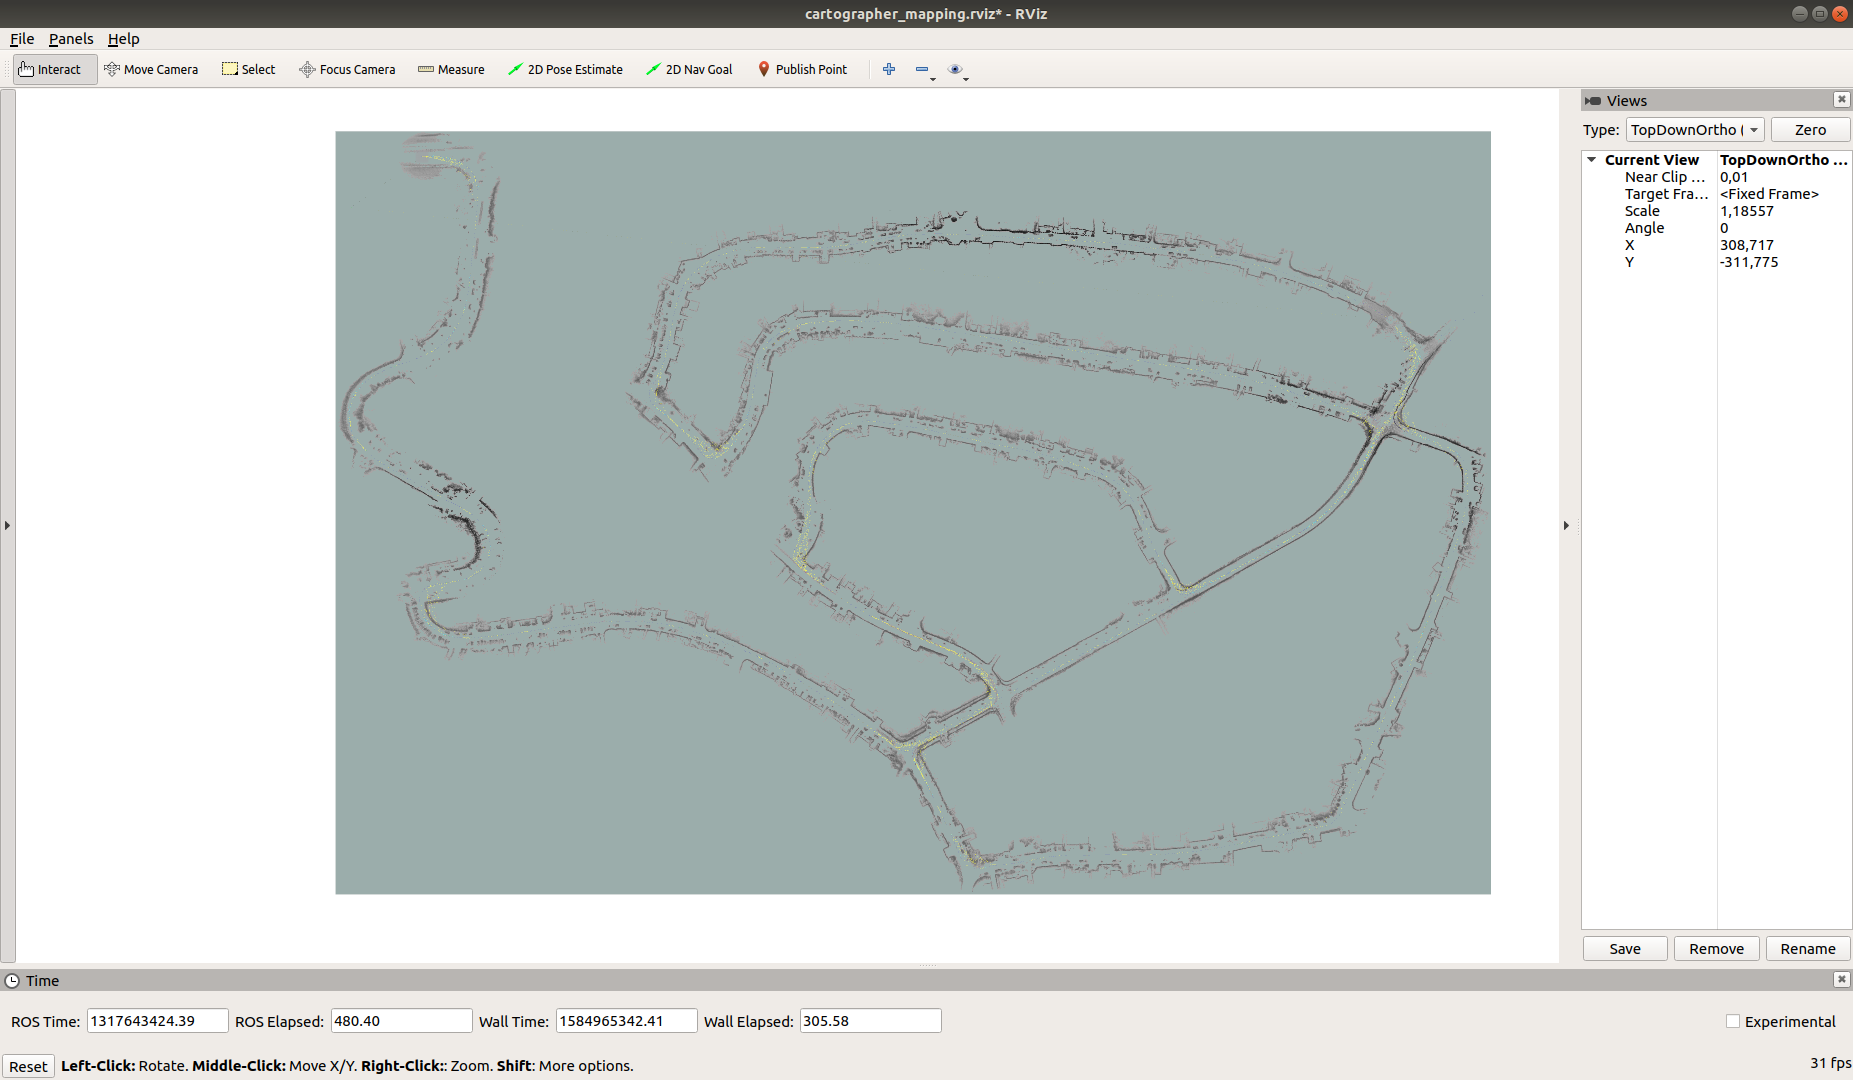 cartographer_mapping.rviz* - RViz
File Panels Help
Interact Move Camera Select Focus Camera Measure 2D Pose Estimate 2D Nav Goal Publish Point
Views
Type: TopDownOrtho ( Zero
Current View TopDownOrtho ...
Near Clip ... 0,01
Target Fra... <Fixed Frame>
Scale 1,18557
Angle 0
X 308,717
Y -311,775
Save Remove Rename
Time
ROS Time: 1317643424.39 ROS Elapsed: 480.40 Wall Time: 1584965342.41 Wall Elapsed: 305.58 Experimental
Reset Left-Click: Rotate. Middle-Click: Move X/Y. Right-Click:: Zoom. Shift: More options. 31 fps